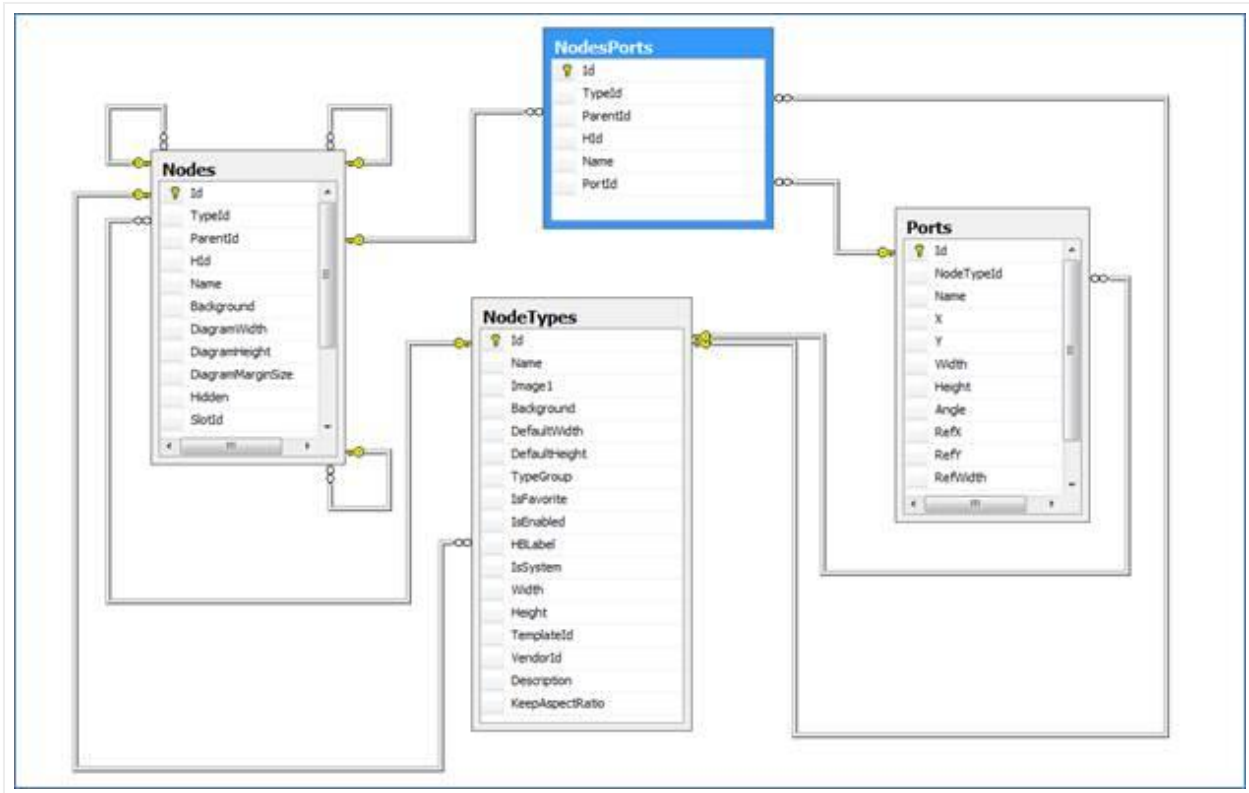 NodesPorts
Id
TypeId
ParentId
HId
Name
PortId
Nodes
Id
TypeId
ParentId
HId
Name
Background
DiagramWidth
DiagramHeight
DiagramMarginSize
Hidden
SlotId
NodeTypes
Id
Name
Image1
Background
DefaultWidth
DefaultHeight
TypeGroup
IsFavorite
IsEnabled
HBLabel
IsSystem
Width
Height
TemplateId
VendorId
Description
KeepAspectRatio
Ports
Id
NodeTypeId
Name
X
Y
Width
Height
Angle
RefX
RefY
RefWidth